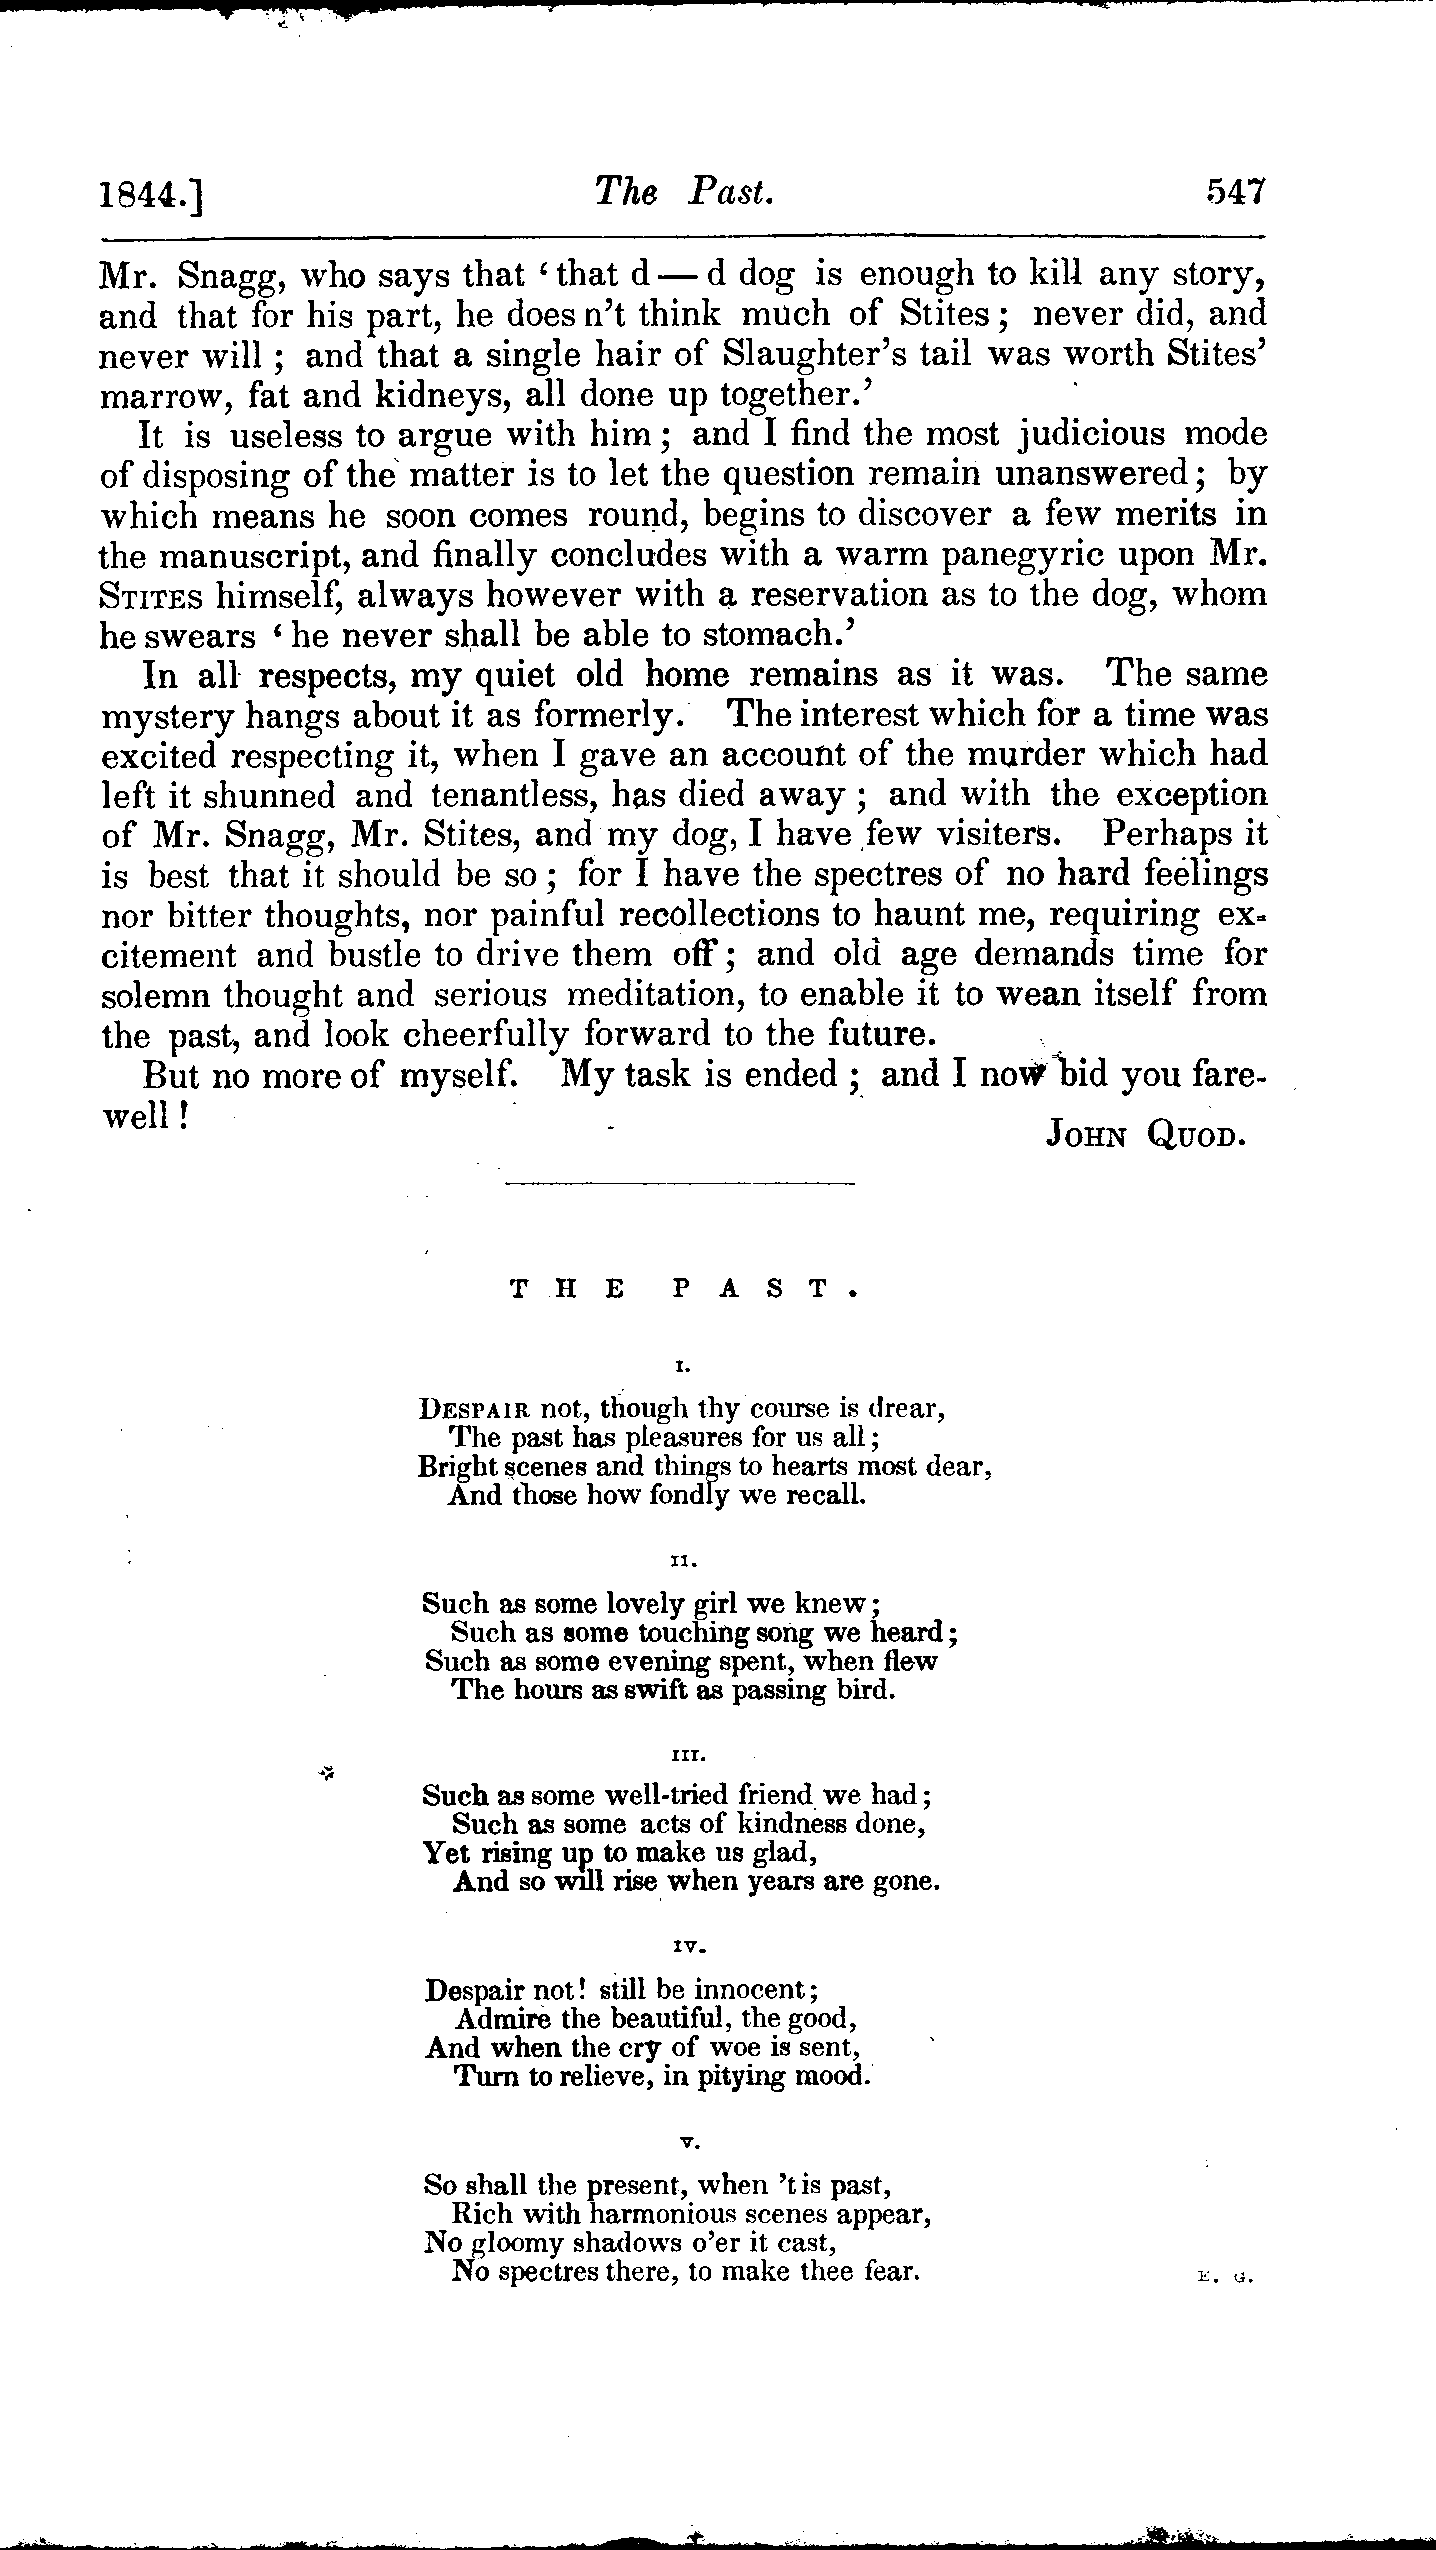 1844.] The Past. 547
Mr. Snagg, who says that ‘that d—d dog is enough to kill any story,
and that for his part, he does n’t think much of Stites; never did, and
never will; and that a single hair of Slaughter’s tail was worth Stites’
marrow, fat and kidneys, all done up together.’
It is useless to argue with him; and I find the most judicious mode
of disposing of the matter is to let the question remain unanswered; by
which means he soon comes round, begins to discover a few merits in
the manuscript, and finally concludes with a warm panegyric upon Mr.
STITES himself, always however with a reservation as to the dog, whom
he swears ‘he never shall be able to stomach.’
In all respects, my quiet old home remains as it was. The same
mystery hangs about it as formerly. The interest which for a time was
excited respecting it, when I gave an account of the murder which had
left it shunned and tenantless, has died away; and with the exception
of Mr. Snagg, Mr. Stites, and my dog, I have few visiters. Perhaps it
is best that it should be so; for I have the spectres of no hard feelings
nor bitter thoughts, nor painful recollections to haunt me, requiring ex-
citement and bustle to drive them off; and old age demands time for
solemn thought and serious meditation, to enable it to wean itself from
the past, and look cheerfully forward to the future.
But no more of myself. My task is ended; and I now bid you fare-
well!
JOHN QUOD.
THE PAST.
I.
DESPAIR not, though thy course is drear,
The past has pleasures for us all;
Bright scenes and things to hearts most dear,
And those how fondly we recall.
II.
Such as some lovely girl we knew;
Such as some touching song we heard;
Such as some evening spent, when flew
The hours as swift as passing bird.
III.
Such as some well-tried friend we had;
Such as some acts of kindness done,
Yet rising up to make us glad,
And so will rise when years are gone.
IV.
Despair not! still be innocent;
Admire the beautiful, the good,
And when the cry of woe is sent,
Turn to relieve, in pitying mood.
V.
So shall the present, when ’t is past,
Rich with harmonious scenes appear,
No gloomy shadows o’er it cast,
No spectres there, to make thee fear.
E. G.